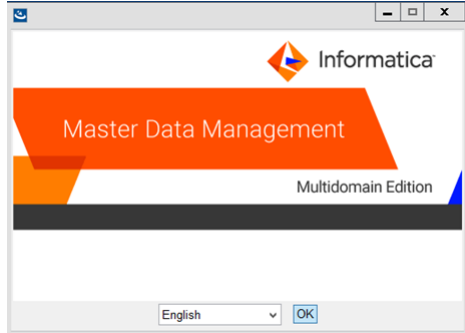 Informatica
Master Data Management
Multidomain Edition
English
OK